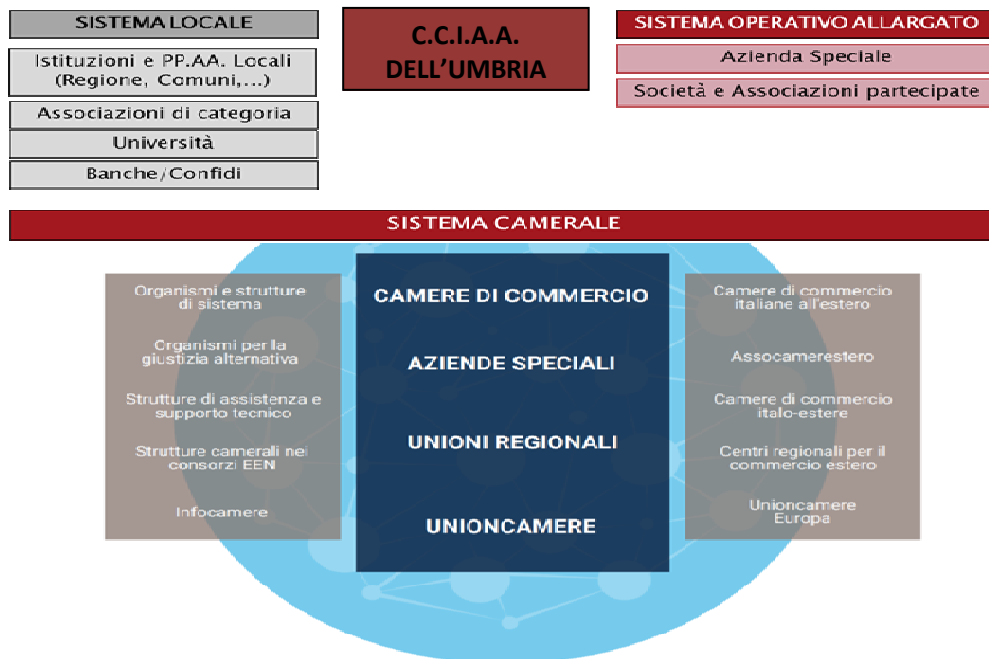 SISTEMA LOCALE
Istituzioni e PP.AA. Locali
(Regione, Comuni,...)
Associazioni di categoria
Università
Banche/Confidi
C.C.I.A.A.
DELL’UMBRIA
SISTEMA OPERATIVO ALLARGATO
Azienda Speciale
Società e Associazioni partecipate
SISTEMA CAMERALE
Organismi e strutture
di sistema
Organismi per la
giustizia alternativa
Strutture di assistenza e
supporto tecnico
Strutture camerali nei
consorzi EEN
Infocamere
CAMERE DI COMMERCIO
AZIENDE SPECIALI
UNIONI REGIONALI
UNIONCAMERE
Camere di commercio
italiane all'estero
Assocamerestero
Camere di commercio
italo-estere
Centri regionali per il
commercio estero
Unioncamere
Europa